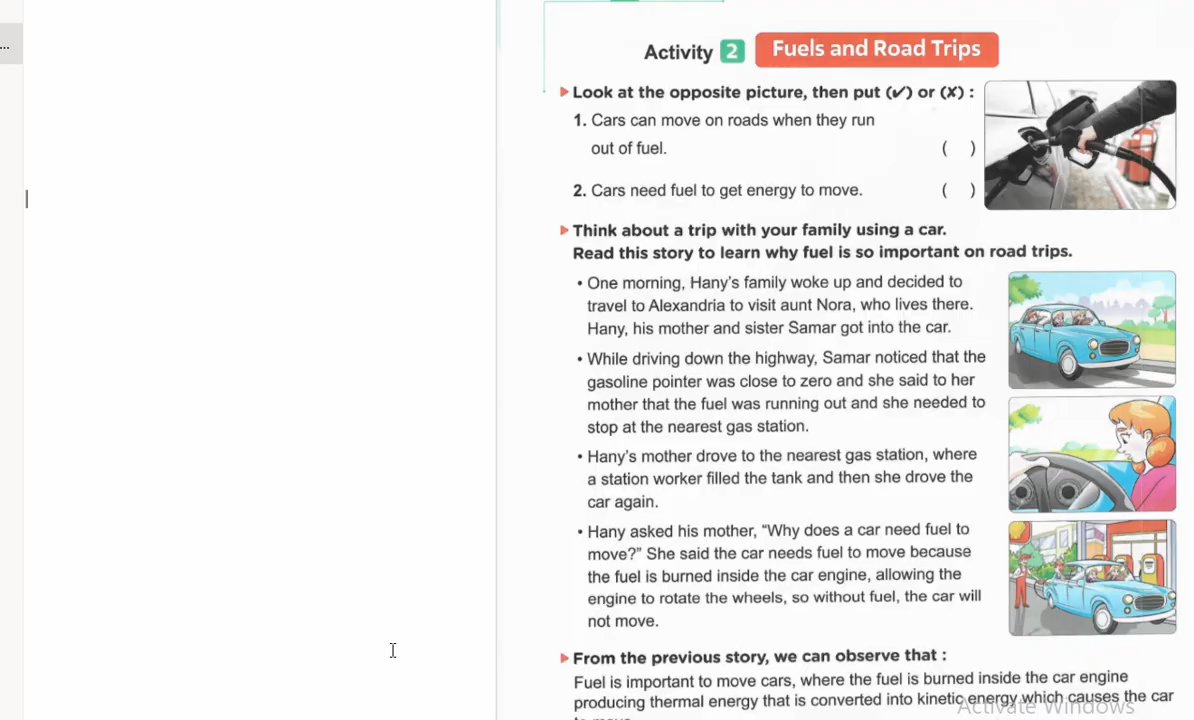 ...
Activity 2 Fuels and Road Trips
Look at the opposite picture, then put (✔) or (✘) :
1. Cars can move on roads when they run
out of fuel. ( )
2. Cars need fuel to get energy to move. ( )
Think about a trip with your family using a car.
Read this story to learn why fuel is so important on road trips.
• One morning, Hany's family woke up and decided to
travel to Alexandria to visit aunt Nora, who lives there.
Hany, his mother and sister Samar got into the car.
• While driving down the highway, Samar noticed that the
gasoline pointer was close to zero and she said to her
mother that the fuel was running out and she needed to
stop at the nearest gas station.
• Hany's mother drove to the nearest gas station, where
a station worker filled the tank and then she drove the
car again.
• Hany asked his mother, “Why does a car need fuel to
move?” She said the car needs fuel to move because
the fuel is burned inside the car engine, allowing the
engine to rotate the wheels, so without fuel, the car will
not move.
From the previous story, we can observe that :
Fuel is important to move cars, where the fuel is burned inside the car engine
producing thermal energy that is converted into kinetic energy which causes the car
to move
Activate Windows